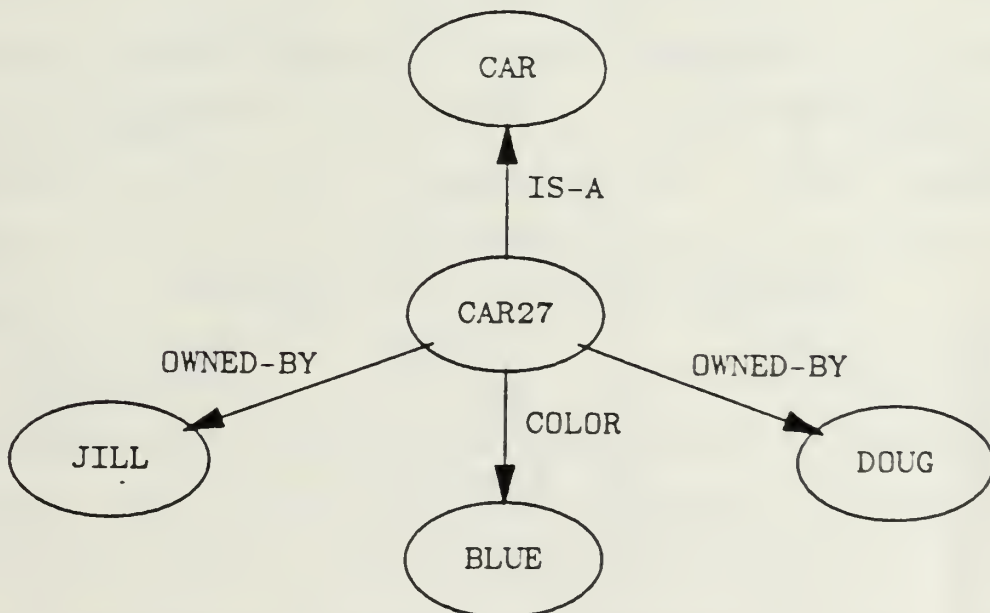 CAR
IS-A
CAR27
OWNED-BY
OWNED-BY
JILL
COLOR
DOUG
BLUE